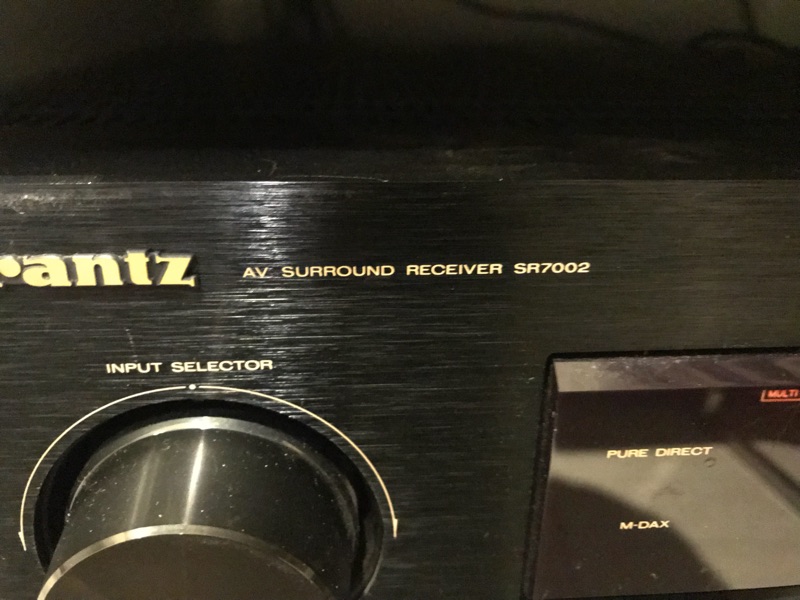 rantz
AV SURROUND RECEIVER SR7002
INPUT SELECTOR
MULTI
PURE DIRECT
M-DAX